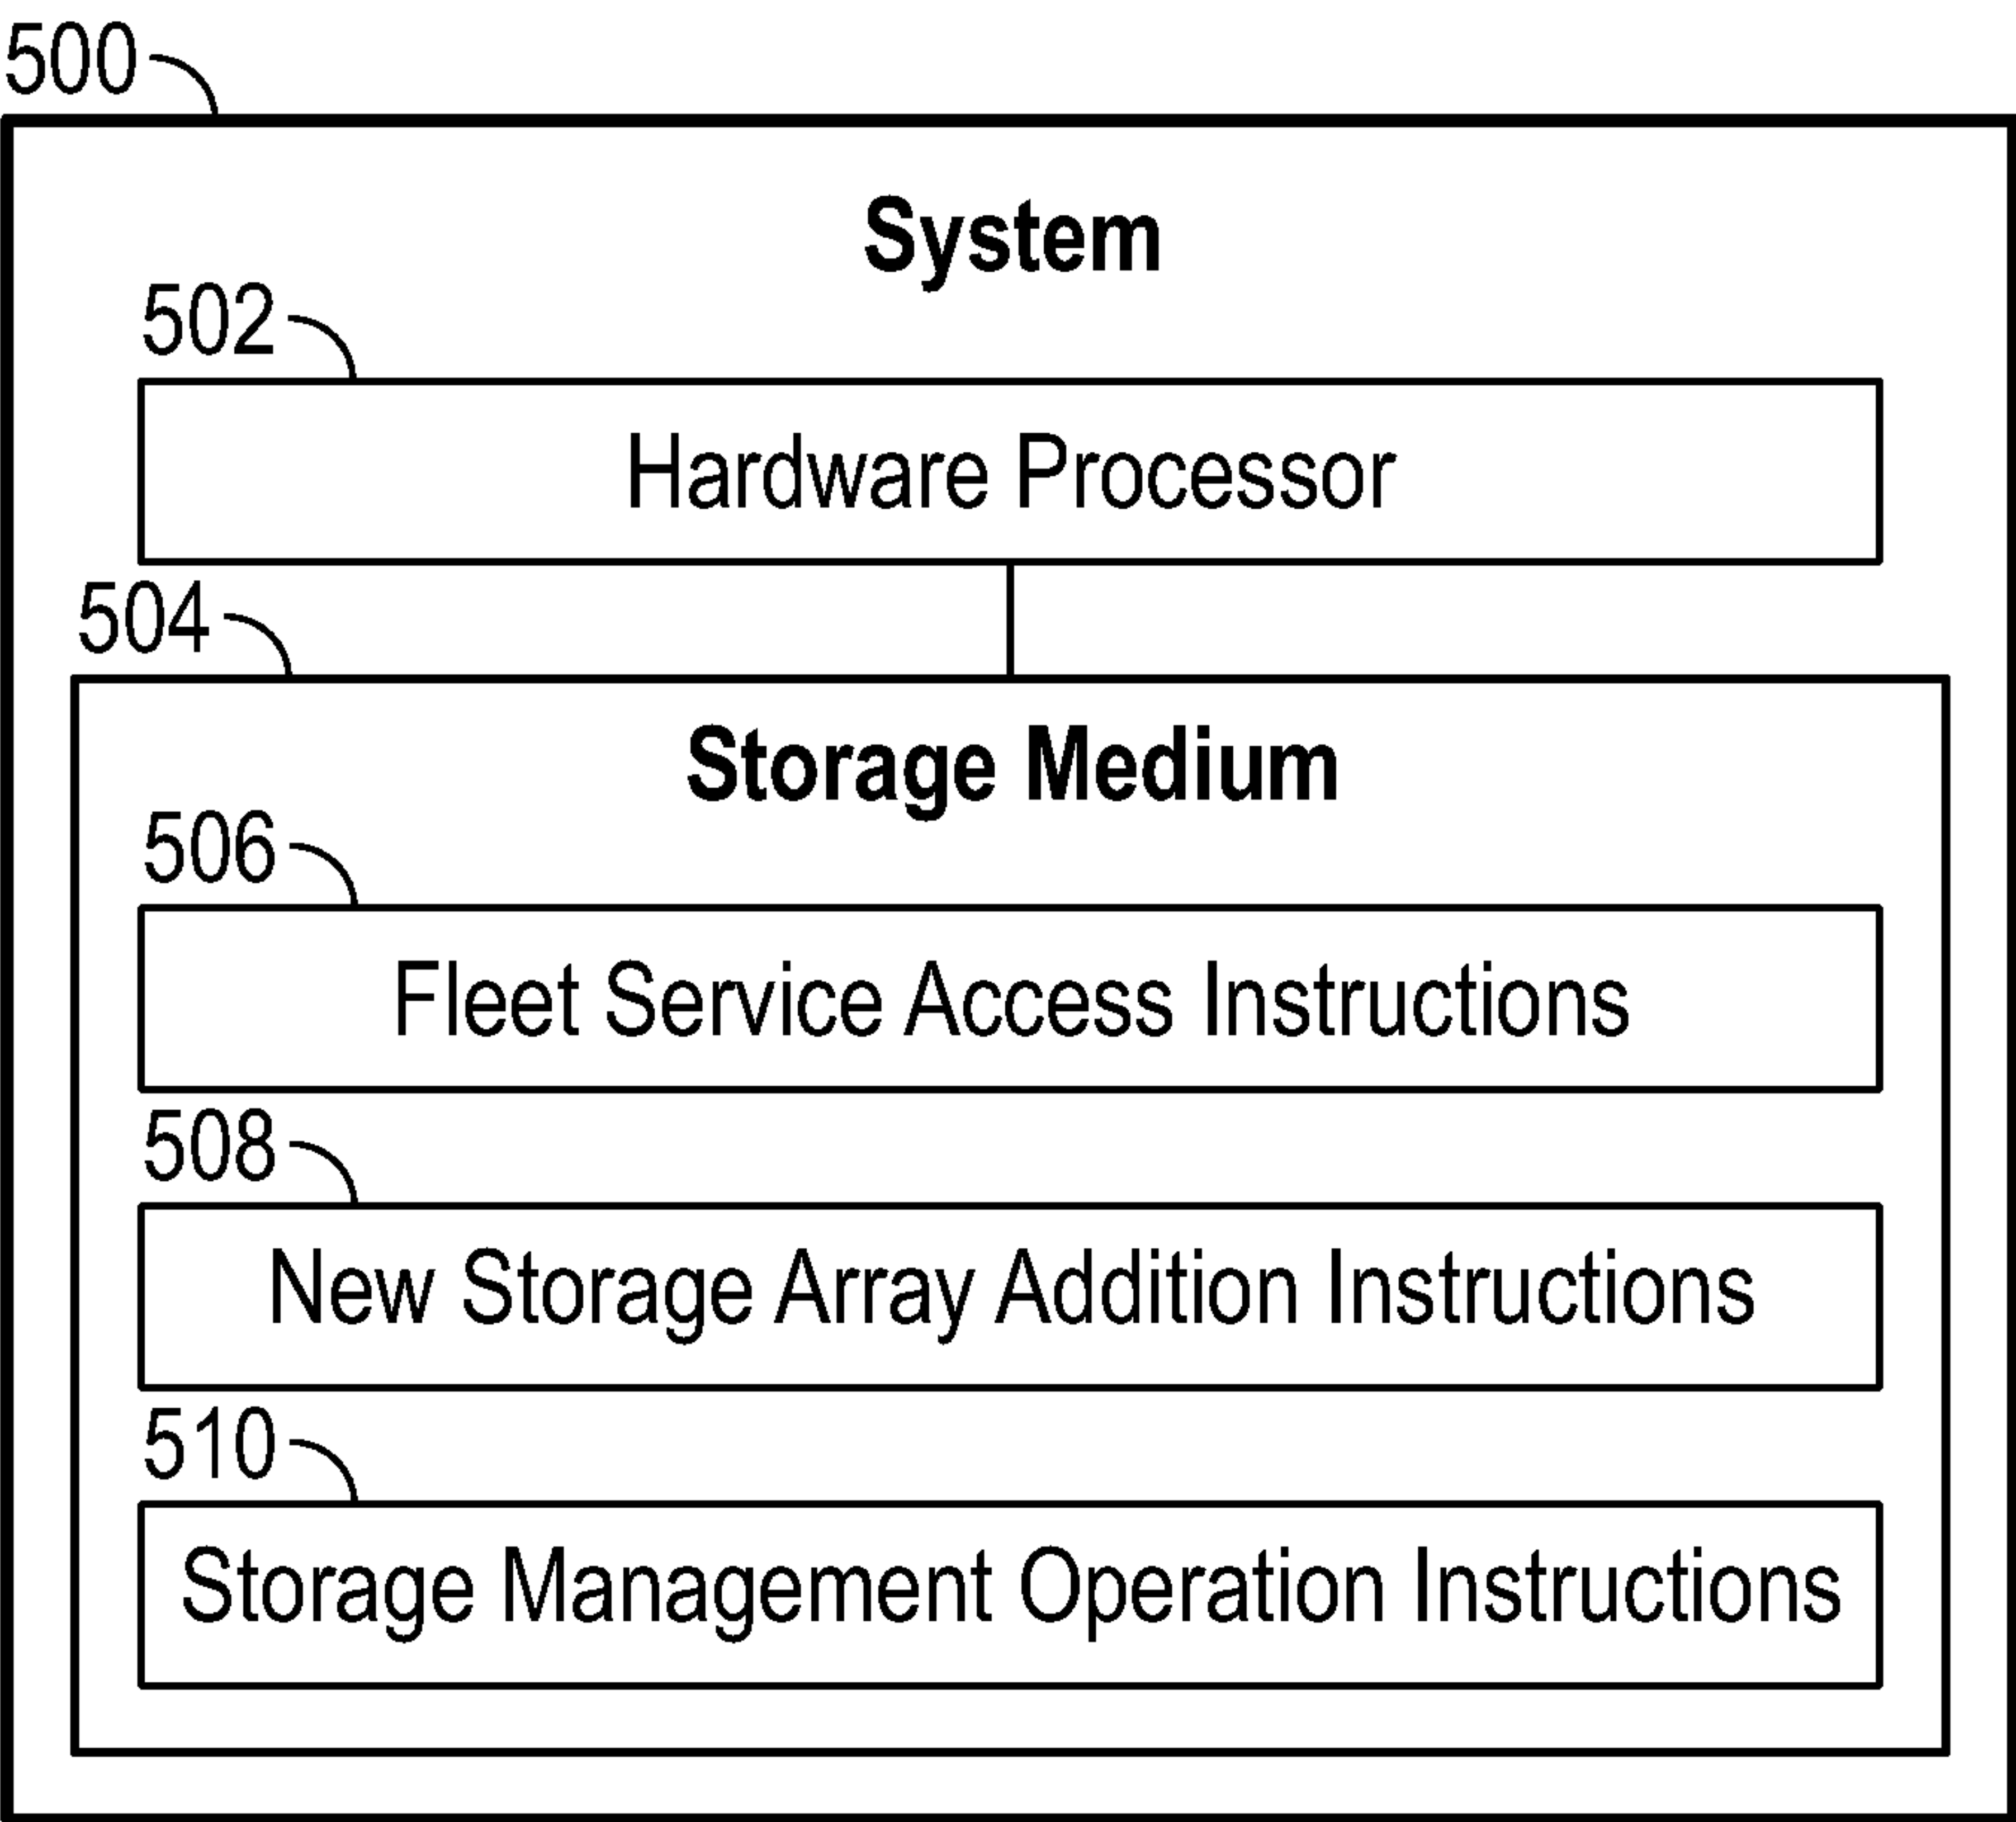 500
System
502
Hardware Processor
504
Storage Medium
506
Fleet Service Access Instructions
508
New Storage Array Addition Instructions
510
Storage Management Operation Instructions